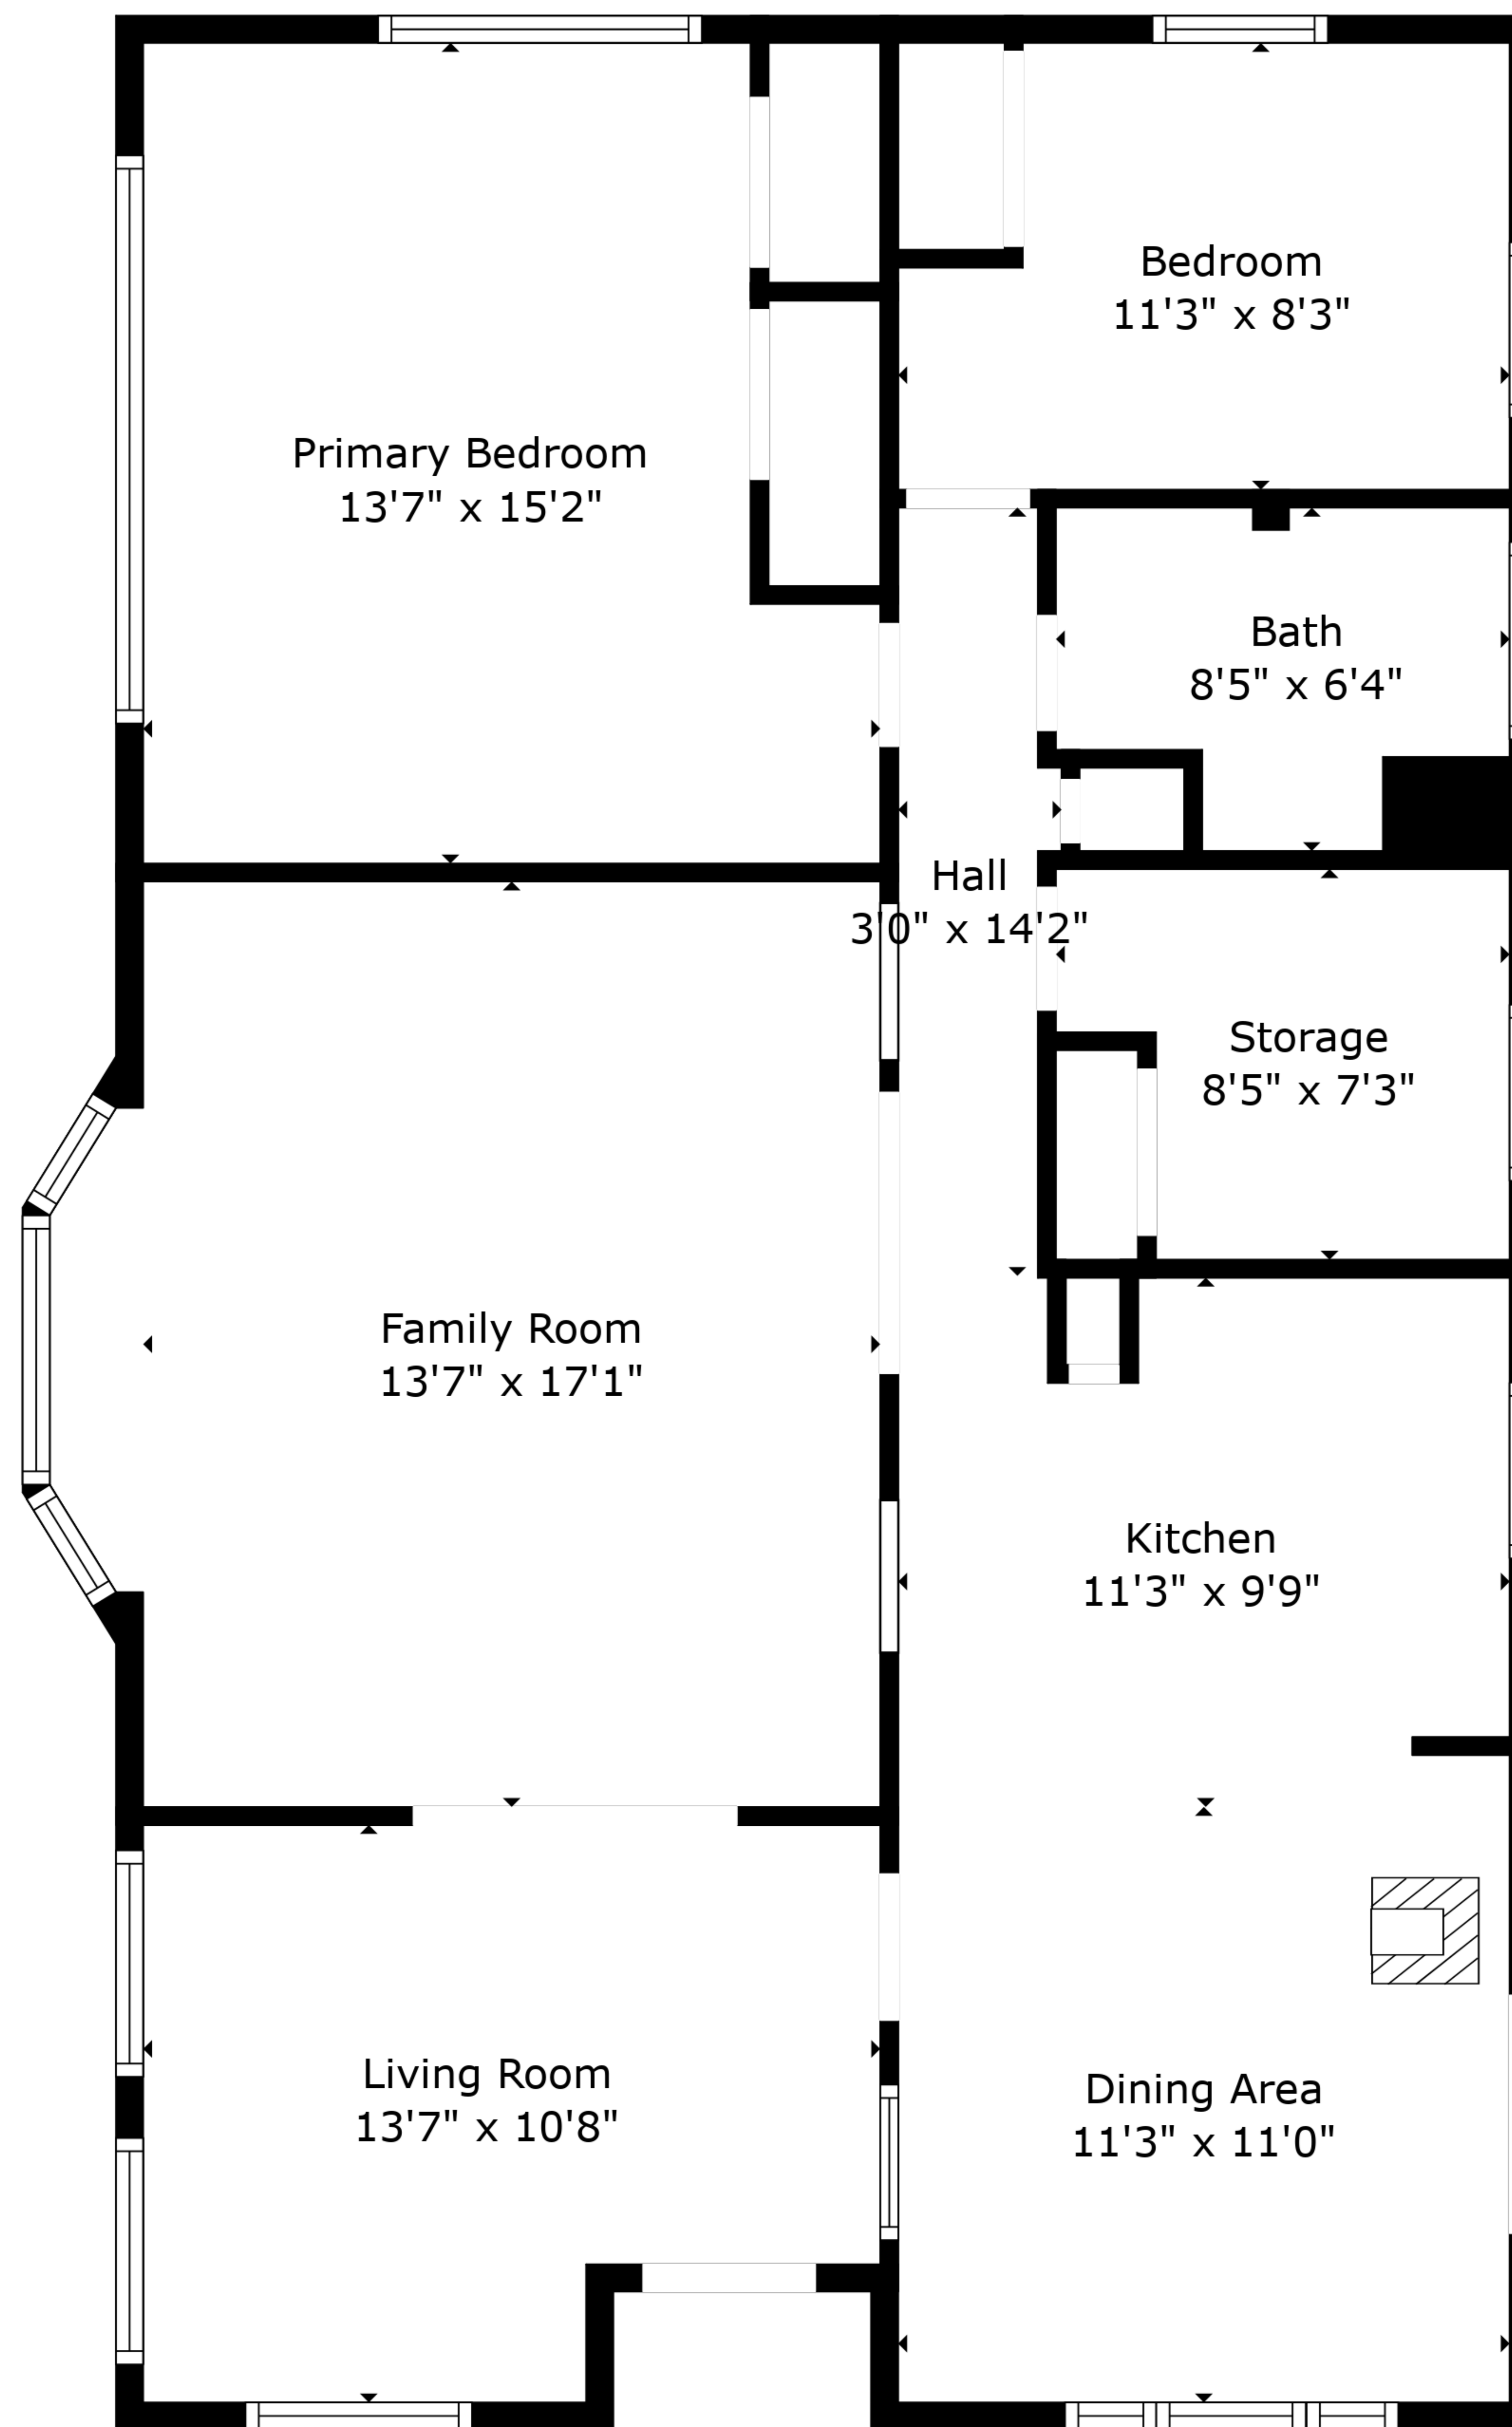 Bedroom
11'3" x 8'3"
Primary Bedroom
13'7" x 15'2"
Bath
8'5" x 6'4"
Hall
3'0" x 14'2"
Storage
8'5" x 7'3"
Family Room
13'7" x 17'1"
Kitchen
11'3" x 9'9"
Living Room
13'7" x 10'8"
Dining Area
11'3" x 11'0"